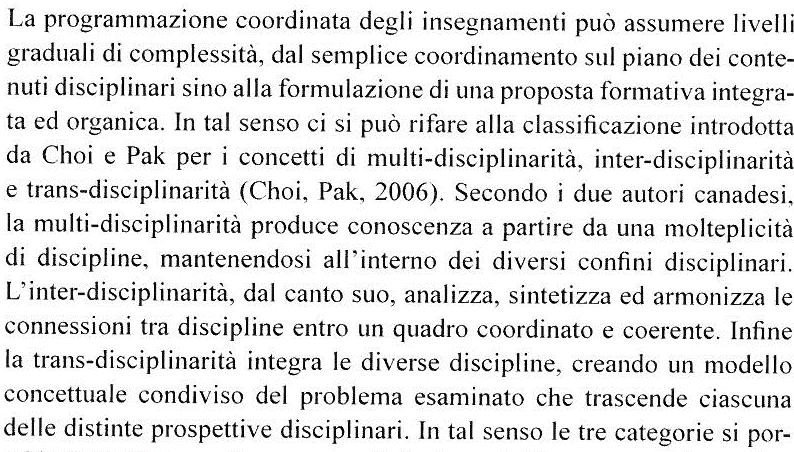 La programmazione coordinata degli insegnamenti può assumere livelli
graduali di complessità, dal semplice coordinamento sul piano dei conte-
nuti disciplinari sino alla formulazione di una proposta formativa integra-
ta ed organica. In tal senso ci si può rifare alla classificazione introdotta
da Choi e Pak per i concetti di multi-disciplinarità, inter-disciplinarità
e trans-disciplinarità (Choi, Pak, 2006). Secondo i due autori canadesi,
la multi-disciplinarità produce conoscenza a partire da una molteplicità
di discipline, mantenendosi all'interno dei diversi confini disciplinari.
L'inter-disciplinarità, dal canto suo, analizza, sintetizza ed armonizza le
connessioni tra discipline entro un quadro coordinato e coerente. Infine
la trans-disciplinarità integra le diverse discipline, creando un modello
concettuale condiviso del problema esaminato che trascende ciascuna
delle distinte prospettive disciplinari. In tal senso le tre categorie si por-